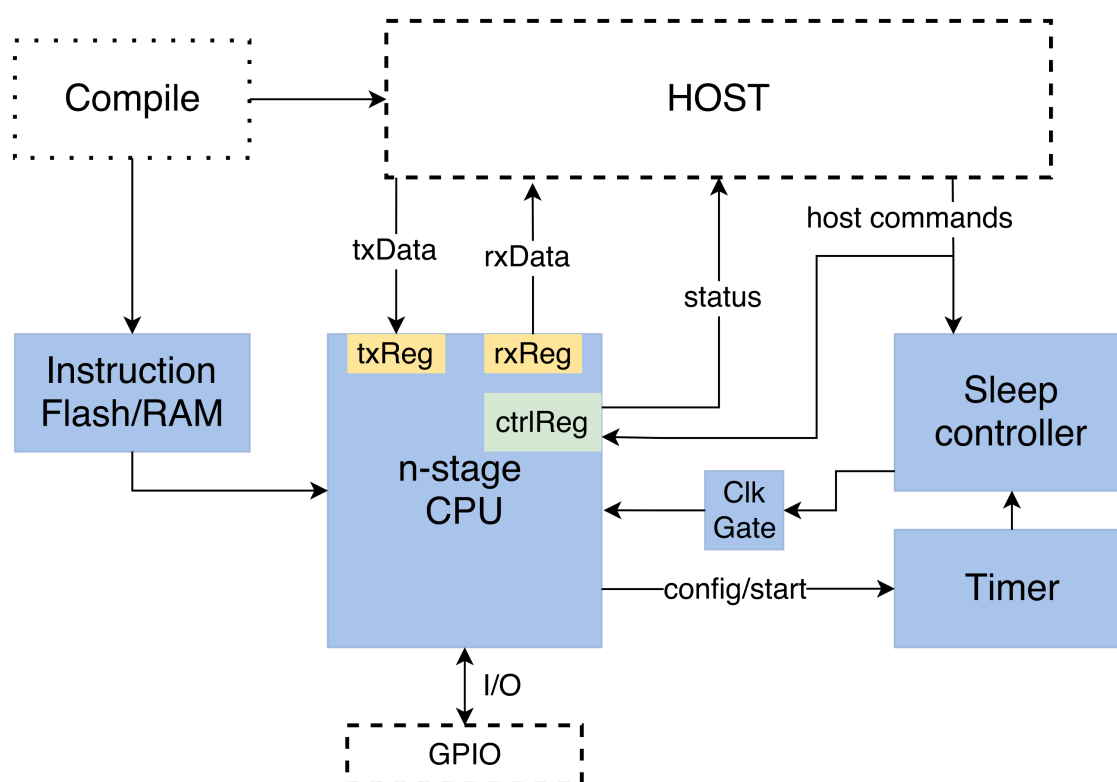 Compile
HOST
host commands
txData
rxData
status
txReg
rxReg
Instruction
Flash/RAM
ctrlReg
Sleep
controller
n-stage
CPU
Clk
Gate
config/start
Timer
I/O
GPIO